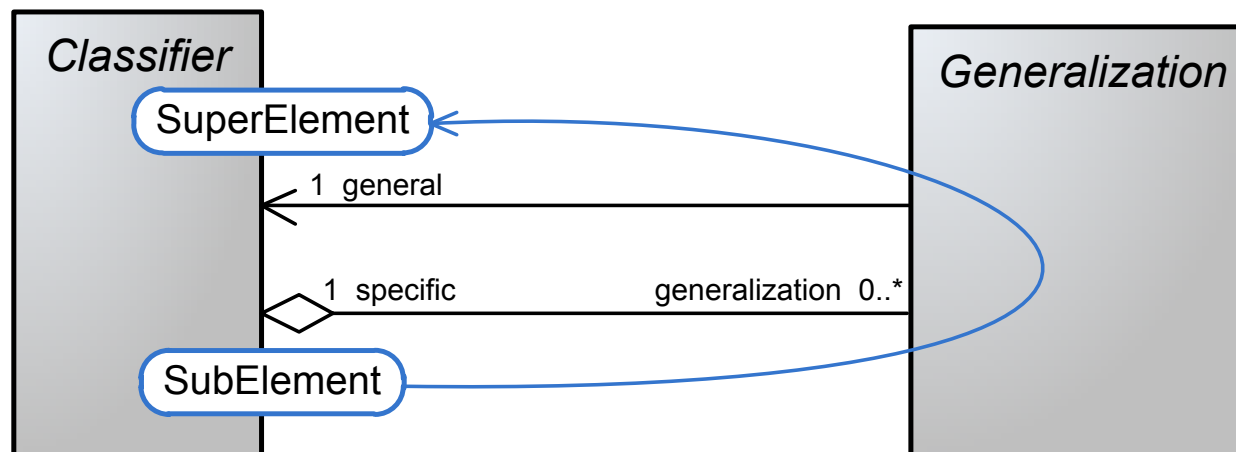 Classifier
Generalization
SuperElement
1 general
1 specific
generalization 0..*
SubElement